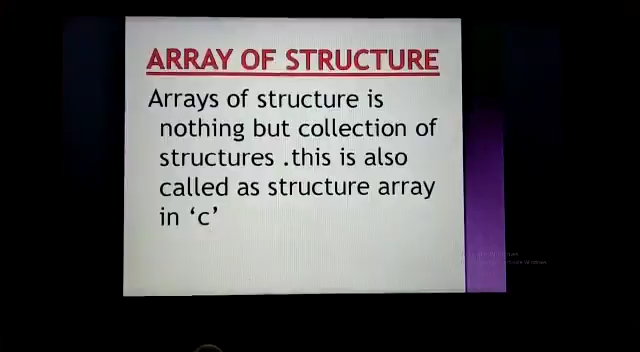 ARRAY OF STRUCTURE
Arrays of structure is
nothing but collection of
structures .this is also
called as structure array
in ‘c’